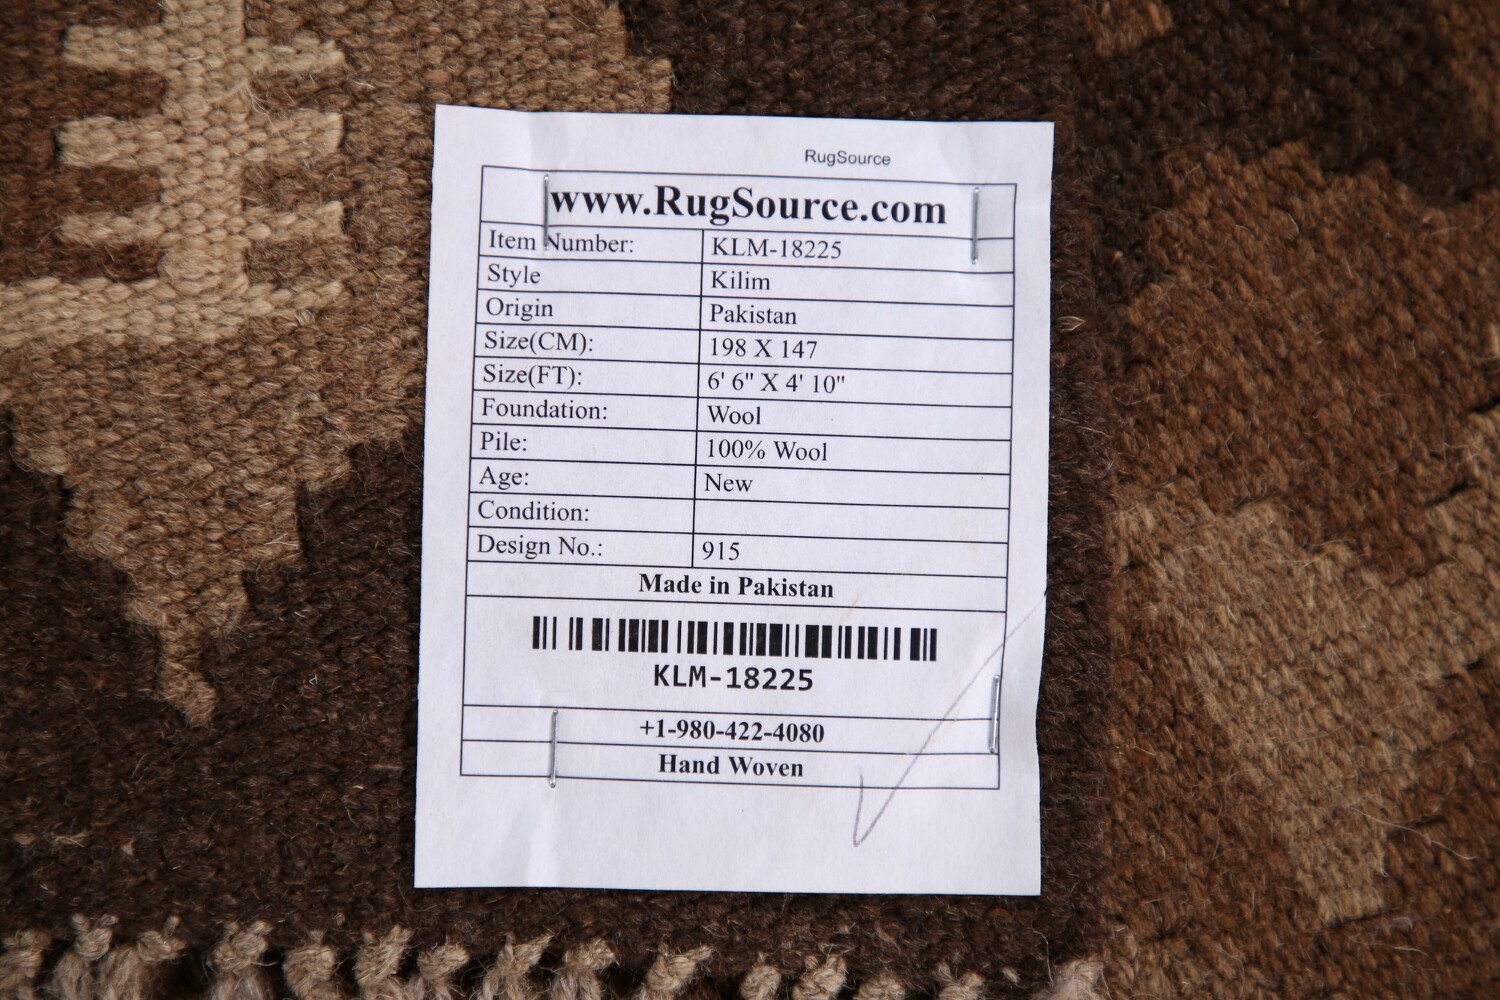 RugSource
www.RugSource.com
Item Number: KLM-18225
Style Kilim
Origin Pakistan
Size(CM): 198 X 147
Size(FT): 6' 6" X 4' 10"
Foundation: Wool
Pile: 100% Wool
Age: New
Condition:
Design No.: 915
Made in Pakistan
KLM-18225
+1-980-422-4080
Hand Woven